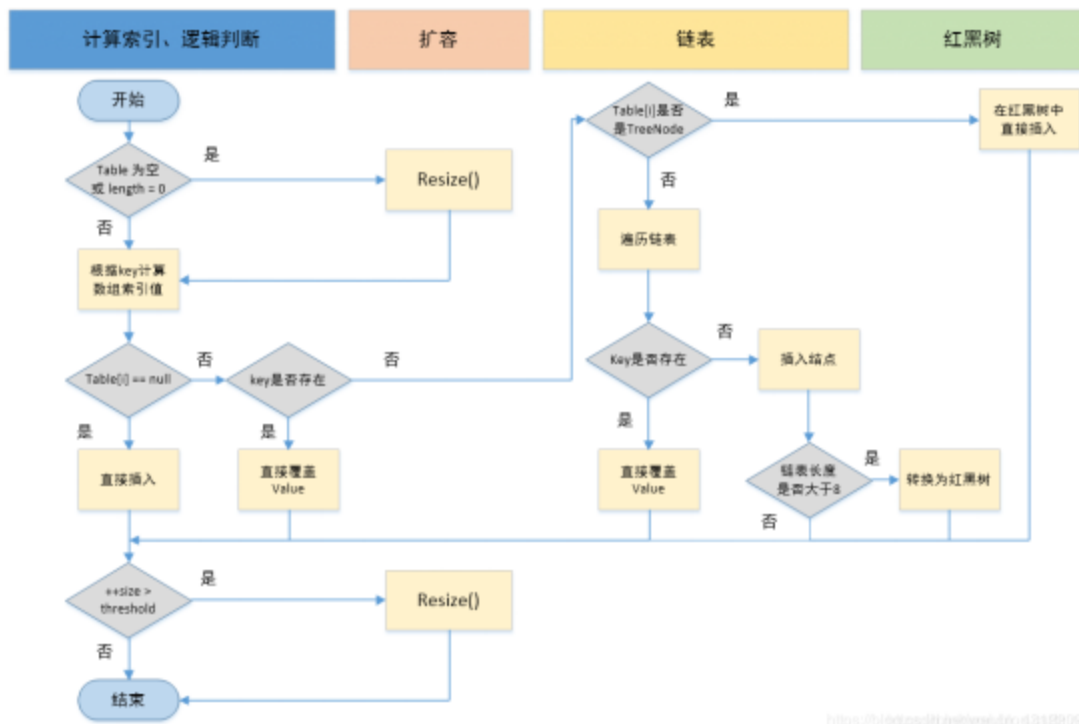 计算索引、逻辑判断
扩容
链表
红黑树
开始
Table 为空
或 length = 0
是
Resize()
否
根据key计算
数组索引值
Table[i] == null
否
key是否存在
否
是
直接插入
是
直接覆盖
Value
Table[i]是否
是TreeNode
是
在红黑树中
直接插入
否
遍历链表
Key是否存在
否
插入结点
是
直接覆盖
Value
链表长度
是否大于8
是
转换为红黑树
否
++size >
threshold
是
Resize()
否
结束